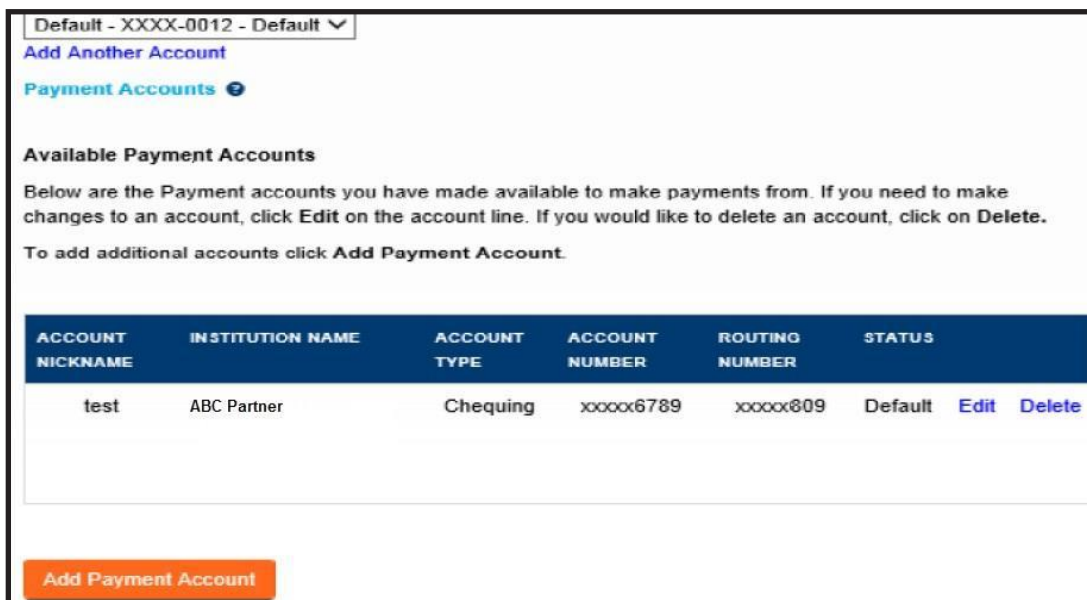 Default - XXXX-0012 - Default
Add Another Account
Payment Accounts ?
Available Payment Accounts
Below are the Payment accounts you have made available to make payments from. If you need to make
changes to an account, click Edit on the account line. If you would like to delete an account, click on Delete.
To add additional accounts click Add Payment Account.
ACCOUNT NICKNAME INSTITUTION NAME ACCOUNT TYPE ACCOUNT NUMBER ROUTING NUMBER STATUS
test ABC Partner Chequing xxxxx6789 xxxxx809 Default Edit Delete
Add Payment Account